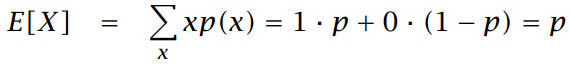 E[X] = ∑ xp(x) = 1 · p + 0 · (1 − p) = p
x